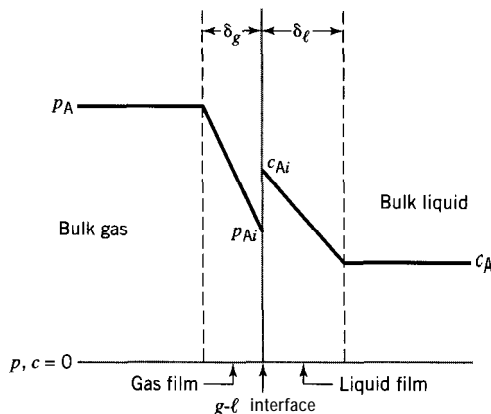 δg
δℓ
pA
cAi
pAi
Bulk gas
Bulk liquid
cA
p, c = 0
Gas film
Liquid film
g-ℓ interface